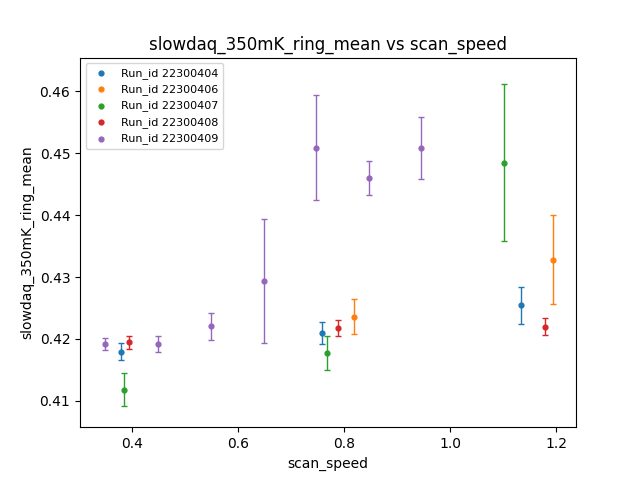 slowdaq_350mK_ring_mean vs scan_speed
Run_id 22300404
Run_id 22300406
Run_id 22300407
Run_id 22300408
Run_id 22300409
slowdaq_350mK_ring_mean
0.46
0.45
0.44
0.43
0.42
0.41
0.4 0.6 0.8 1.0 1.2
scan_speed